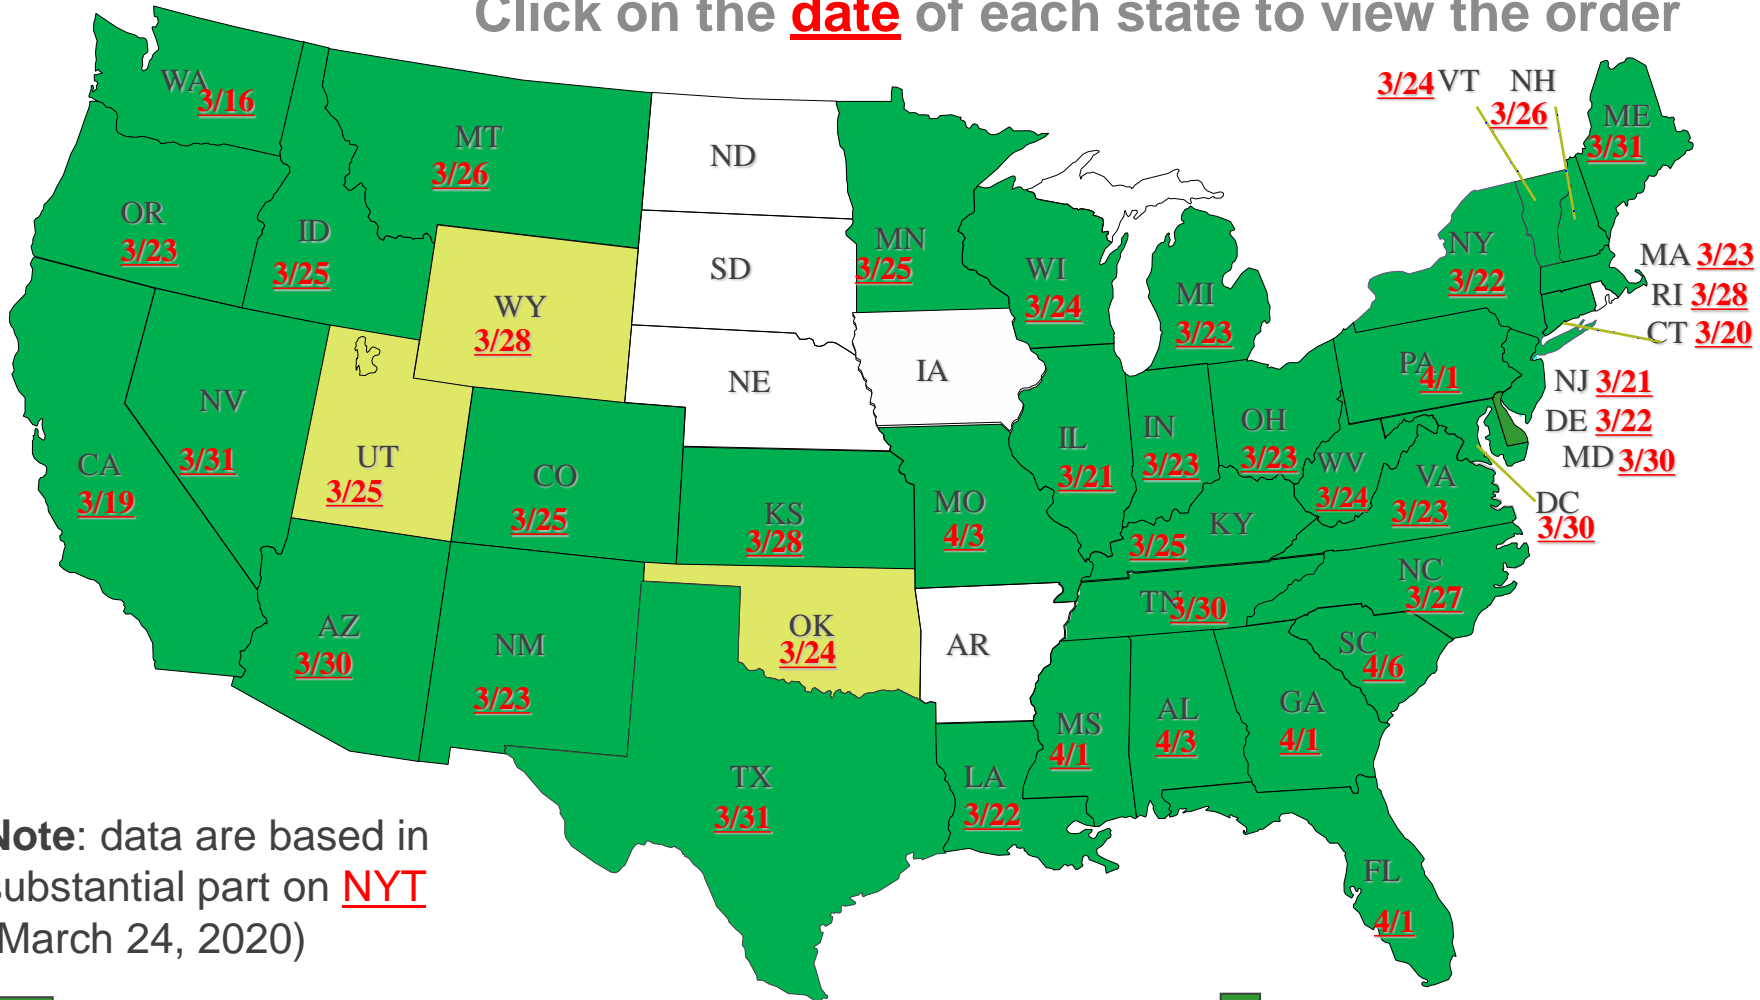 Click on the date of each state to view the order
WA
3/16
OR
3/23
CA
3/19
NV
3/31
ID
3/25
MT
3/26
WY
3/28
UT
3/25
CO
3/25
AZ
3/30
NM
3/23
ND
SD
NE
KS
3/28
OK
3/24
TX
3/31
MN
3/25
IA
MO
4/3
AR
LA
3/22
WI
3/24
IL
3/21
MI
3/23
IN
3/23
OH
3/23
KY
3/25
TN 3/30
MS
4/1
AL
4/3
GA
4/1
FL
4/1
SC
4/6
NC
3/27
VA
3/23
WV
3/24
PA
4/1
NY
3/22
3/24 VT
NH
3/26
ME
3/31
MA 3/23
RI 3/28
CT 3/20
NJ 3/21
DE 3/22
MD 3/30
DC
3/30
Note: data are based in
substantial part on NYT
(March 24, 2020)